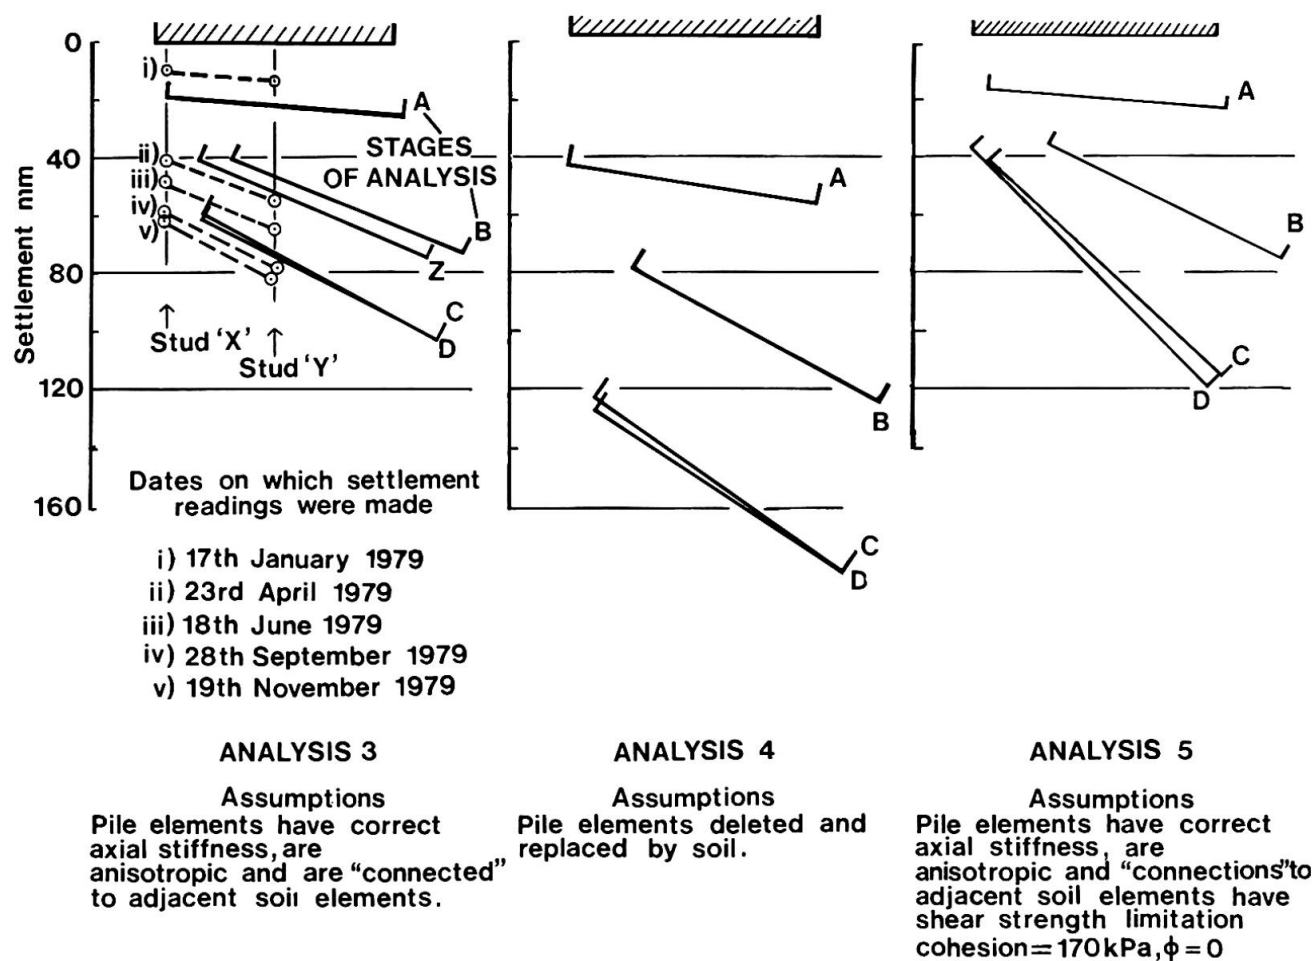 0
40
80
120
160
Settlement mm
i)
ii)
iii)
iv)
v)
A
STAGES
OF ANALYSIS
B
Z
C
D
Stud ‘X’
Stud ‘Y’
Dates on which settlement
readings were made
i) 17th January 1979
ii) 23rd April 1979
iii) 18th June 1979
iv) 28th September 1979
v) 19th November 1979
ANALYSIS 3
Assumptions
Pile elements have correct
axial stiffness, are
anisotropic and are “connected”
to adjacent soil elements.
A
B
C
D
ANALYSIS 4
Assumptions
Pile elements deleted and
replaced by soil.
A
B
C
D
ANALYSIS 5
Assumptions
Pile elements have correct
axial stiffness, are
anisotropic and “connections”to
adjacent soil elements have
shear strength limitation
cohesion=170kPa,ϕ=0